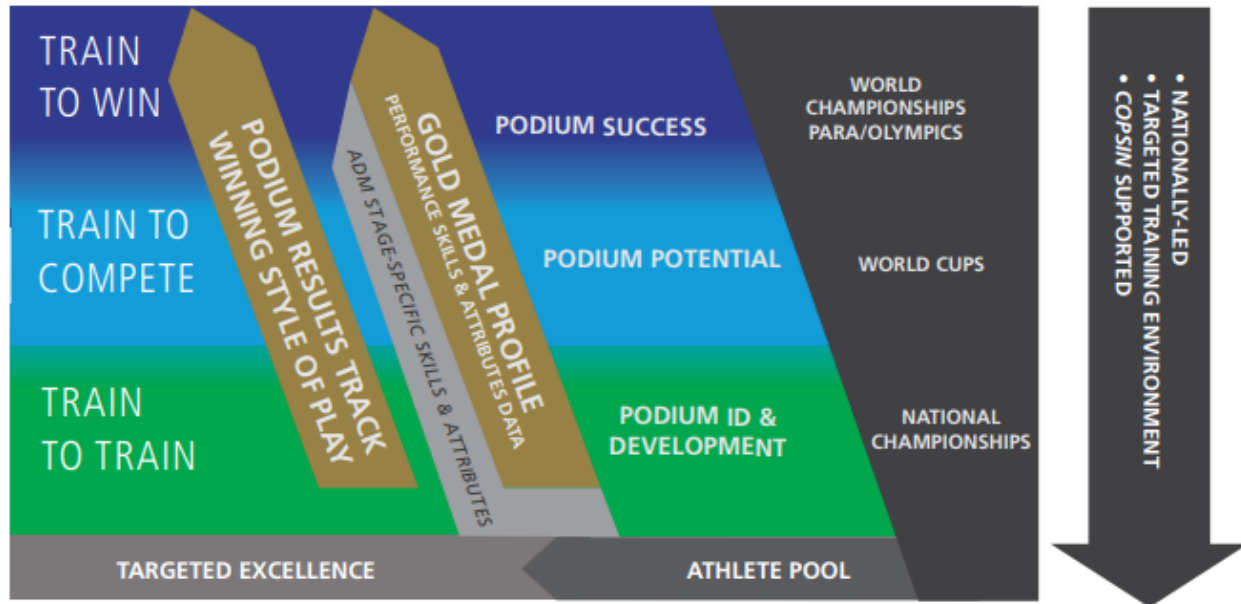 TRAIN
TO WIN
TRAIN TO
COMPETE
TRAIN
TO TRAIN
PODIUM RESULTS TRACK
WINNING STYLE OF PLAY
ADM STAGE-SPECIFIC SKILLS & ATTRIBUTES
GOLD MEDAL PROFILE
PERFORMANCE SKILLS & ATTRIBUTES DATA
PODIUM SUCCESS
PODIUM POTENTIAL
PODIUM ID &
DEVELOPMENT
WORLD
CHAMPIONSHIPS
PARA/OLYMPICS
WORLD CUPS
NATIONAL
CHAMPIONSHIPS
TARGETED EXCELLENCE
ATHLETE POOL
• NATIONALLY-LED
• TARGETED TRAINING ENVIRONMENT
• COPSIN SUPPORTED